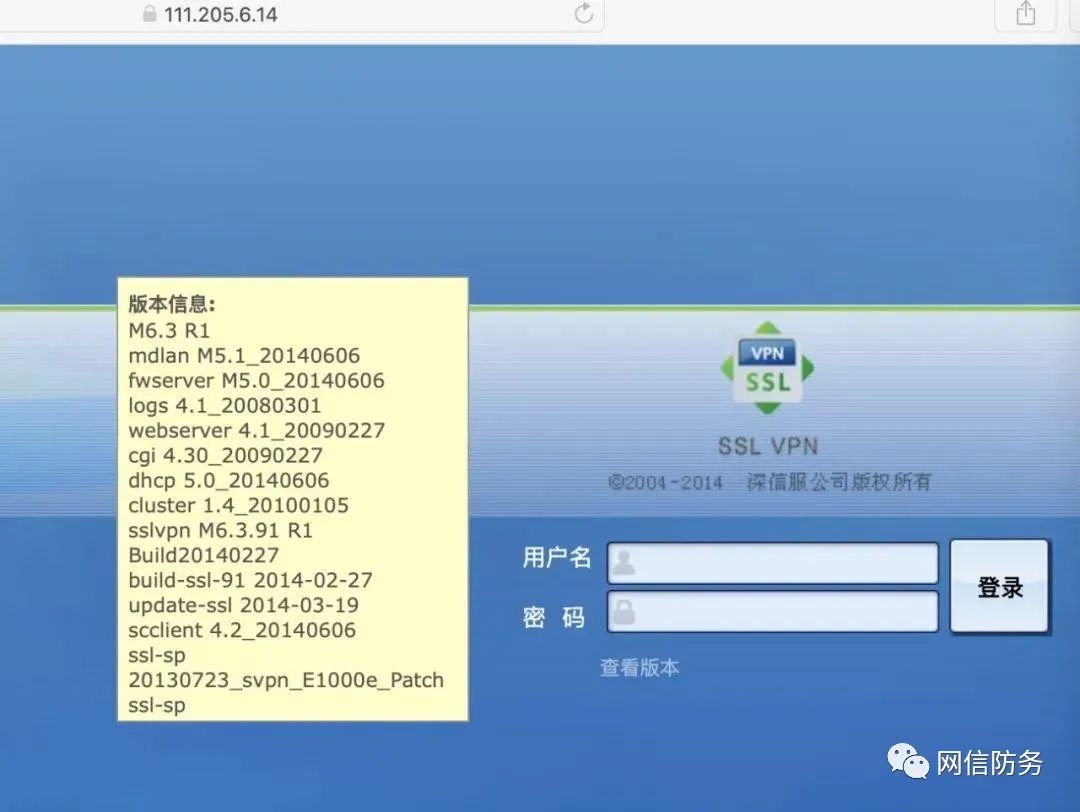 111.205.6.14
版本信息:
M6.3 R1
mdlan M5.1_20140606
fwserver M5.0_20140606
logs 4.1_20080301
webserver 4.1_20090227
cgi 4.30_20090227
dhcp 5.0_20140606
cluster 1.4_20100105
sslvpn M6.3.91 R1
Build20140227
build-ssl-91 2014-02-27
update-ssl 2014-03-19
scclient 4.2_20140606
ssl-sp
20130723_svpn_E1000e_Patch
ssl-sp
VPN
SSL
SSL VPN
©2004-2014 深信服公司版权所有
用户名
密 码
登录
查看版本
网信防务